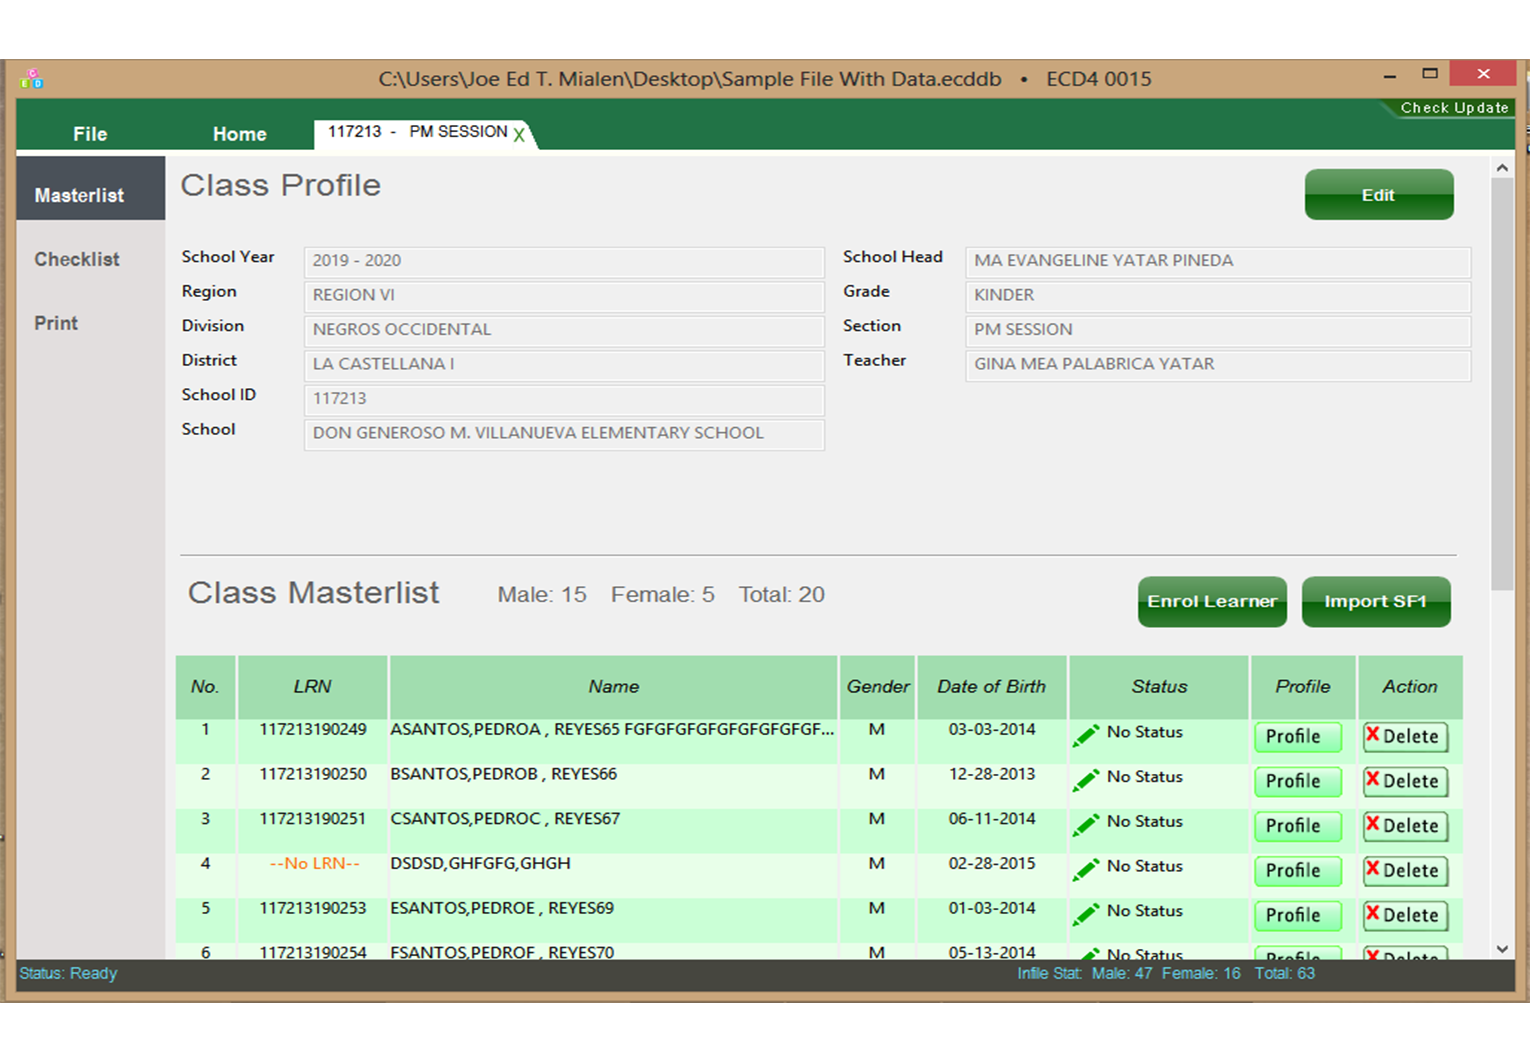 C:\Users\Joe Ed T. Mialen\Desktop\Sample File With Data.ecddb • ECD4 0015
Check Update
File Home 117213 - PM SESSION X
Masterlist
Checklist
Print
Class Profile
Edit
School Year 2019 - 2020
Region REGION VI
Division NEGROS OCCIDENTAL
District LA CASTELLANA I
School ID 117213
School DON GENEROSO M. VILLANUEVA ELEMENTARY SCHOOL
School Head MA EVANGELINE YATAR PINEDA
Grade KINDER
Section PM SESSION
Teacher GINA MEA PALABRICA YATAR
Class Masterlist Male: 15 Female: 5 Total: 20 Enrol Learner Import SF1
No. LRN Name Gender Date of Birth Status Profile Action
1 117213190249 ASANTOS,PEDROA , REYES65 FGFGFGFGFGFGFGFGFGF... M 03-03-2014 No Status Profile X Delete
2 117213190250 BSANTOS,PEDROB , REYES66 M 12-28-2013 No Status Profile X Delete
3 117213190251 CSANTOS,PEDROC , REYES67 M 06-11-2014 No Status Profile X Delete
4 --No LRN-- DSDSD,GHFGFG,GHGH M 02-28-2015 No Status Profile X Delete
5 117213190253 ESANTOS,PEDROE , REYES69 M 01-03-2014 No Status Profile X Delete
6 117213190254 FSANTOS,PEDROF , REYES70 M 05-13-2014 No Status Profile X Delete
Status: Ready Infile Stat: Male: 47 Female: 16 Total: 63